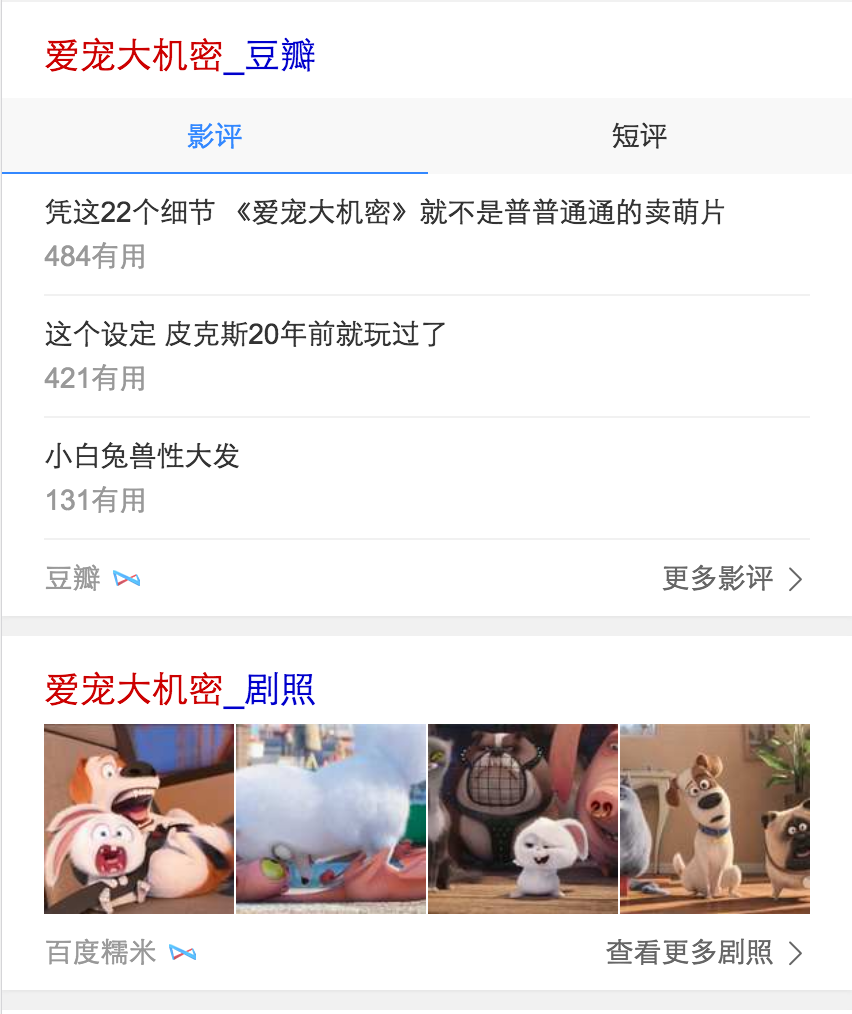 爱宠大机密_豆瓣
影评
短评
凭这22个细节 《爱宠大机密》就不是普普通通的卖萌片
484有用
这个设定 皮克斯20年前就玩过了
421有用
小白兔兽性大发
131有用
豆瓣
更多影评
爱宠大机密_剧照
百度糯米
查看更多剧照